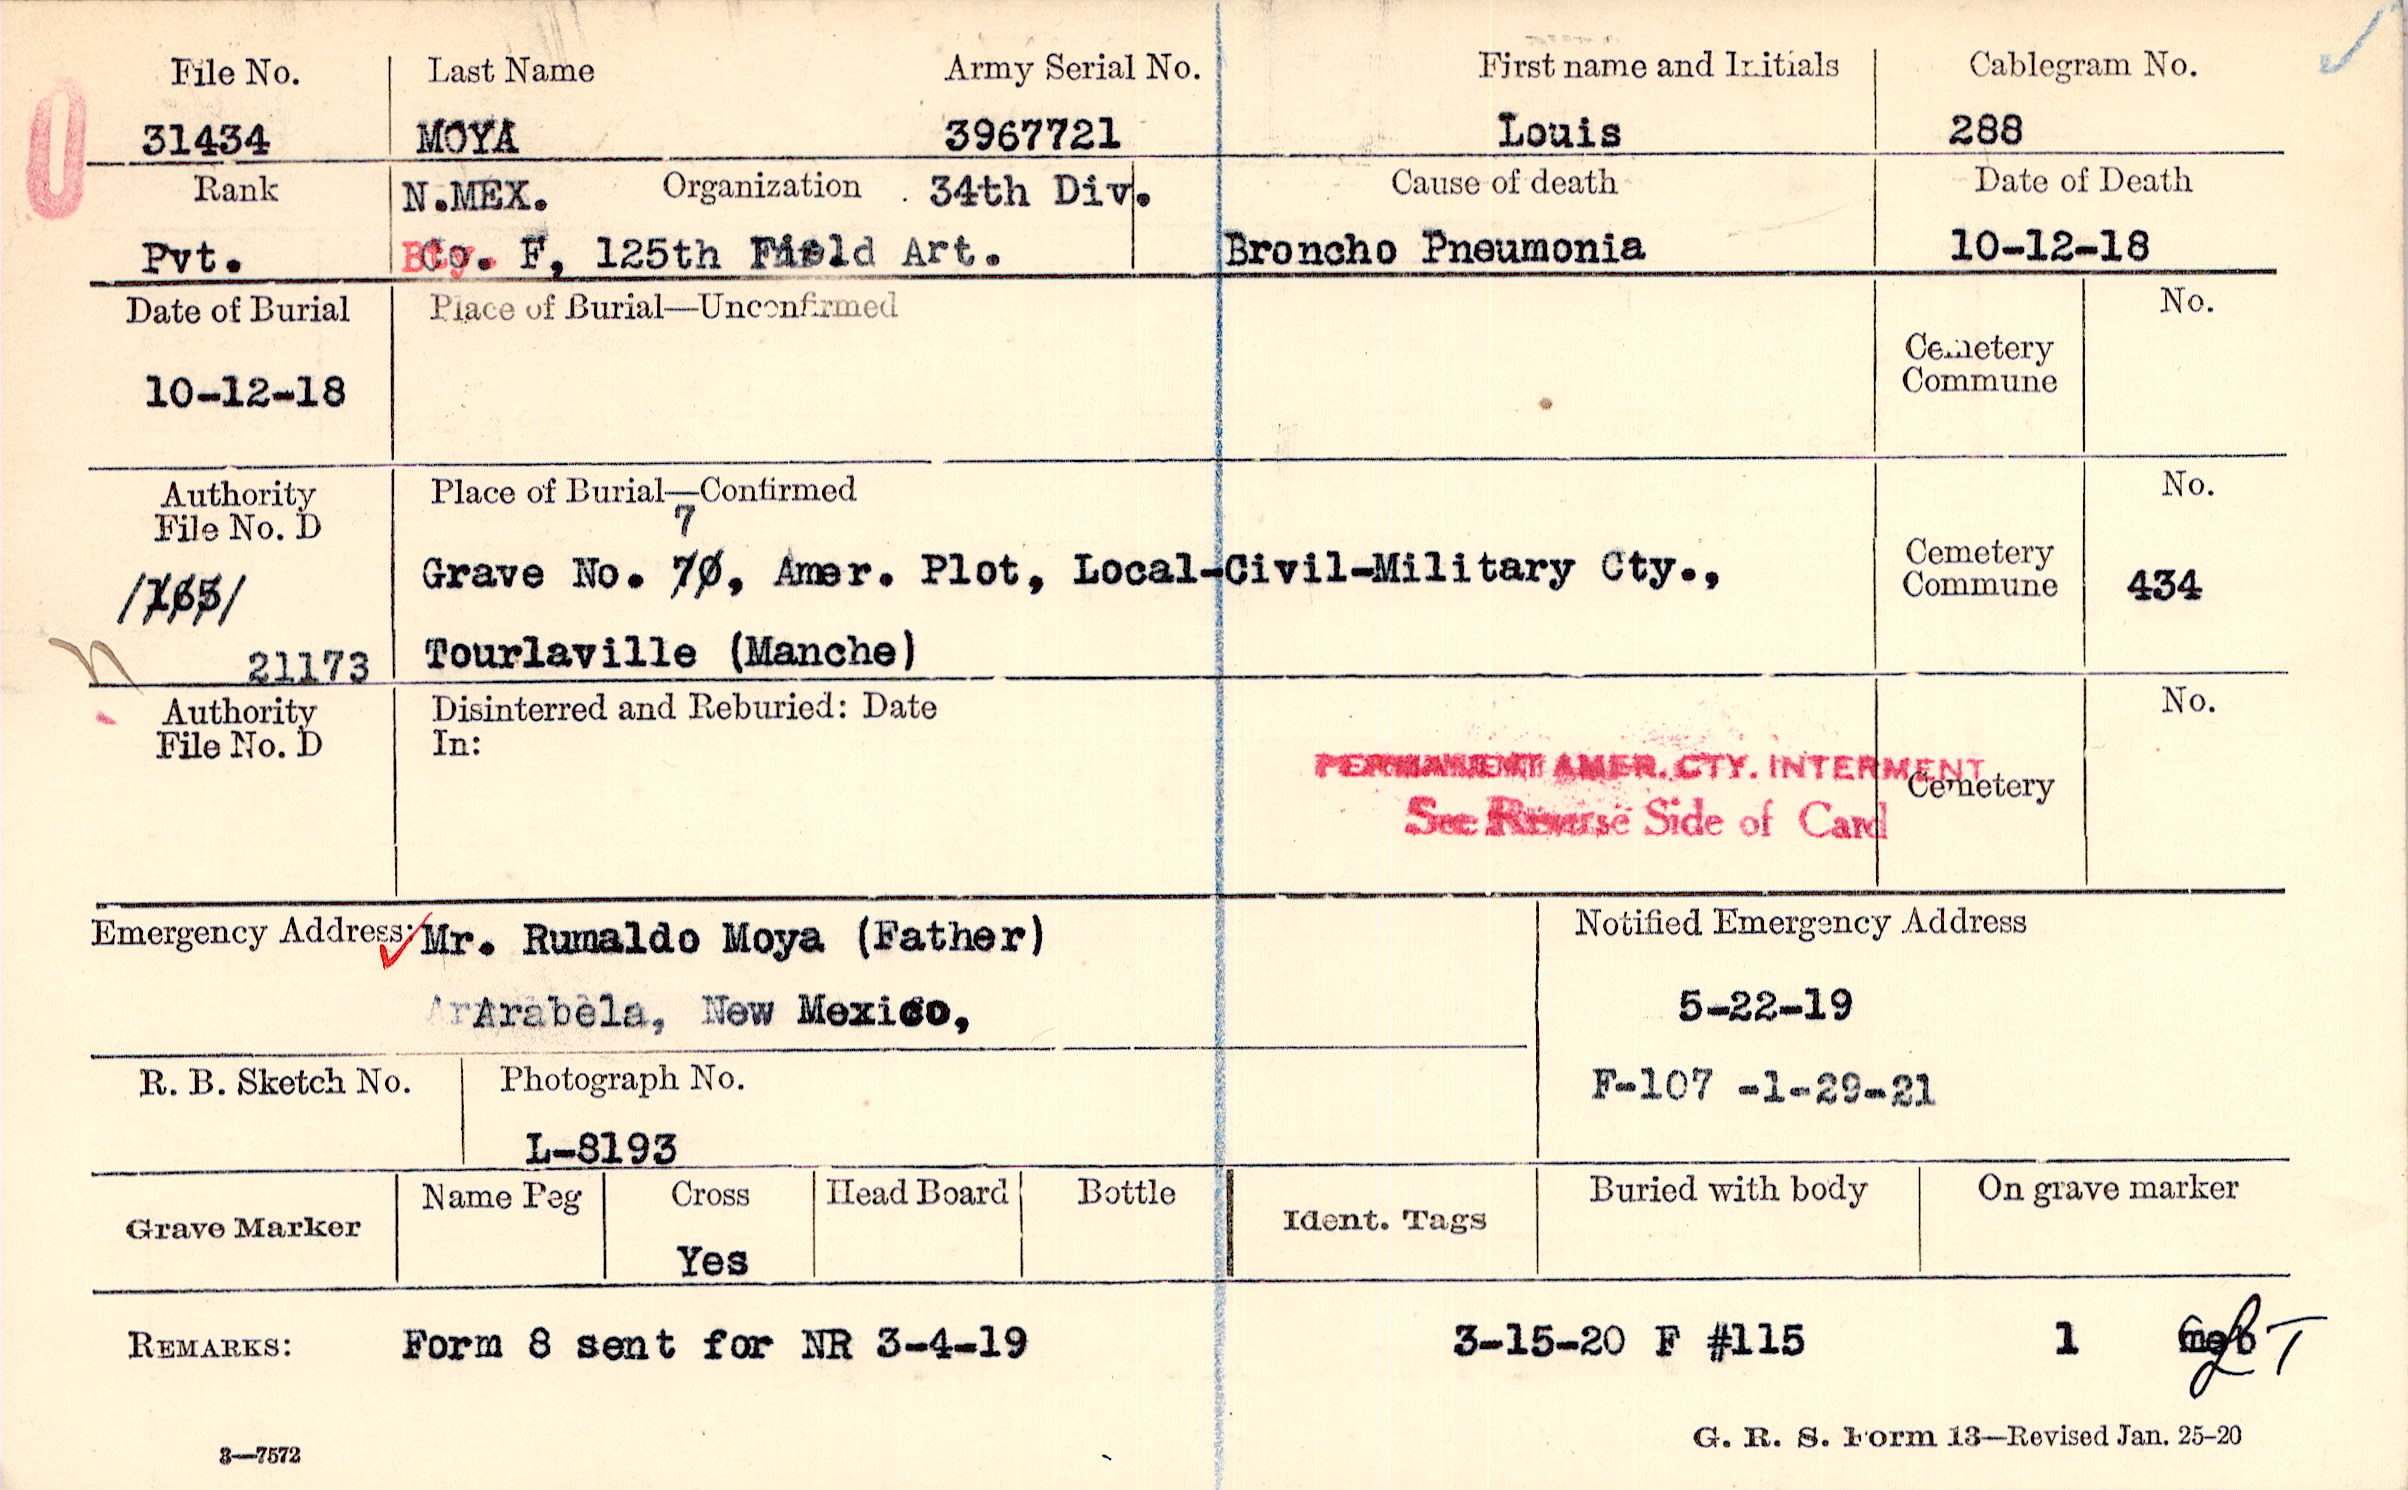 File No. Last Name Army Serial No. First name and Initials Cablegram No.
31434 MOYA 3967721 Louis 288
Rank N.MEX. Organization 34th Div. Cause of death Date of Death
Pvt. Bty. Co. F, 125th Field Art. Broncho Pneumonia 10-12-18
Date of Burial Place of Burial—Unconfirmed No.
Cemetery
Commune
10-12-18
Authority Place of Burial—Confirmed No.
File No. D
7
Grave No. 70, Amer. Plot, Local-Civil-Military Cty., Cemetery
/165/ Commune 434
21173 Tourlaville (Manche)
Authority Disinterred and Reburied: Date No.
File No. D In:
PERMANENT AMER. CTY. INTERMENT
Cemetery
See Reverse Side of Card
Emergency Address: Mr. Rumaldo Moya (Father) Notified Emergency Address
Arabela, New Mexico, 5-22-19
R. B. Sketch No. Photograph No. F-107 -1-29-21
L-8193
Grave Marker Name Peg Cross Head Board Bottle Ident. Tags Buried with body On grave marker
Yes
REMARKS: Form 8 sent for NR 3-4-19 3-15-20 F #115 1
3—7572 G. R. S. Form 13—Revised Jan. 25-20